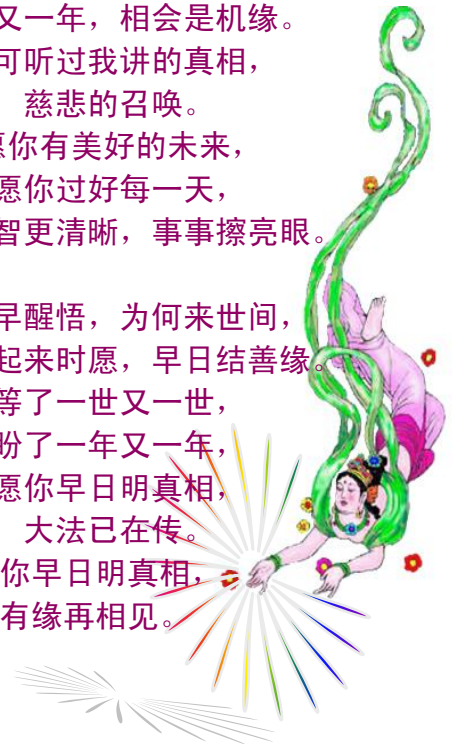 又一年，相会是机缘。
可听过我讲的真相，
慈悲的召唤。
愿你有美好的未来，
愿你过好每一天，
智更清晰，事事擦亮眼。
早醒悟，为何来世间，
起来时愿，早日结善缘。
等了一世又一世，
盼了一年又一年，
愿你早日明真相，
大法已在传。
你早日明真相，
有缘再相见。